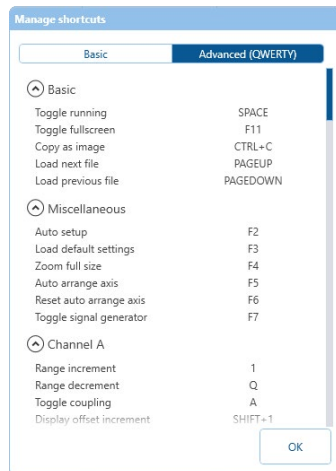 Manage shortcuts
Basic Advanced (QWERTY)
Basic
Toggle running SPACE
Toggle fullscreen F11
Copy as image CTRL+C
Load next file PAGEUP
Load previous file PAGEDOWN
Miscellaneous
Auto setup F2
Load default settings F3
Zoom full size F4
Auto arrange axis F5
Reset auto arrange axis F6
Toggle signal generator F7
Channel A
Range increment 1
Range decrement Q
Toggle coupling A
Display offset increment SHIFT+1
OK